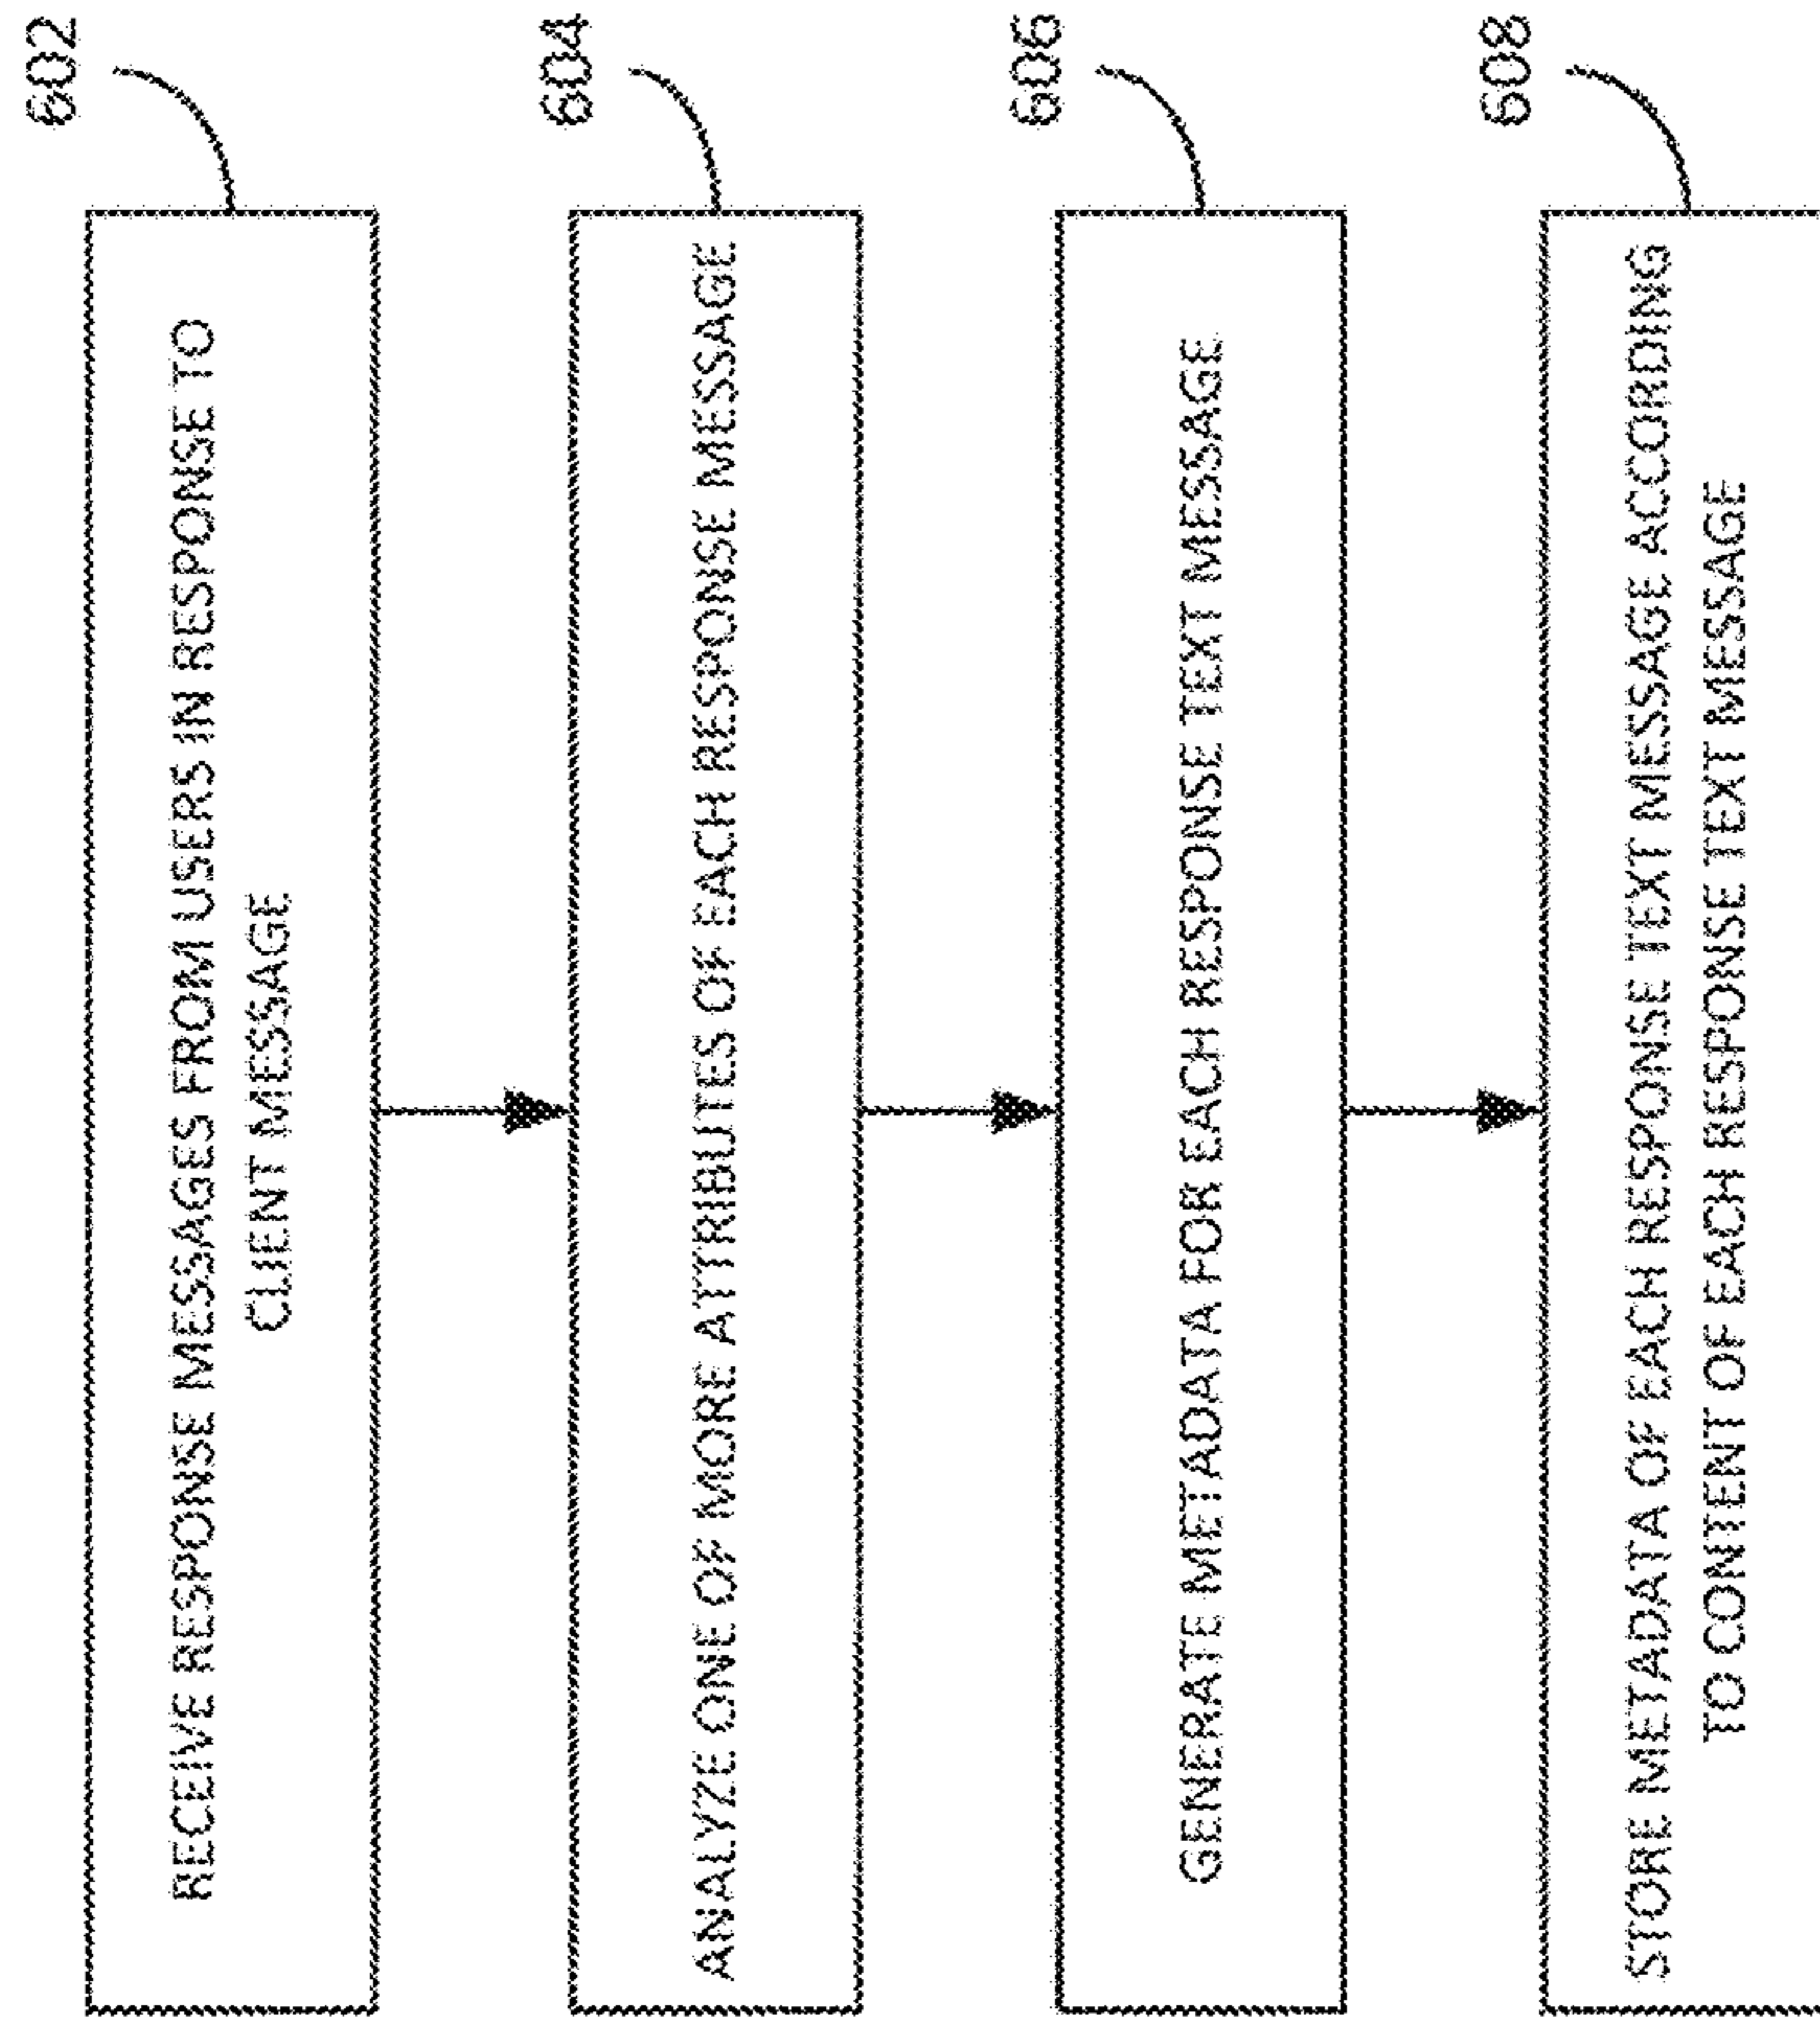 602
RECEIVE RESPONSE MESSAGES FROM USERS IN RESPONSE TO
CLIENT MESSAGE
604
ANALYZE ONE OF MORE ATTRIBUTES OF EACH RESPONSE MESSAGE
606
GENERATE METADATA FOR EACH RESPONSE TEXT MESSAGE
608
STORE METADATA OF EACH RESPONSE TEXT MESSAGE ACCORDING
TO CONTENT OF EACH RESPONSE TEXT MESSAGE